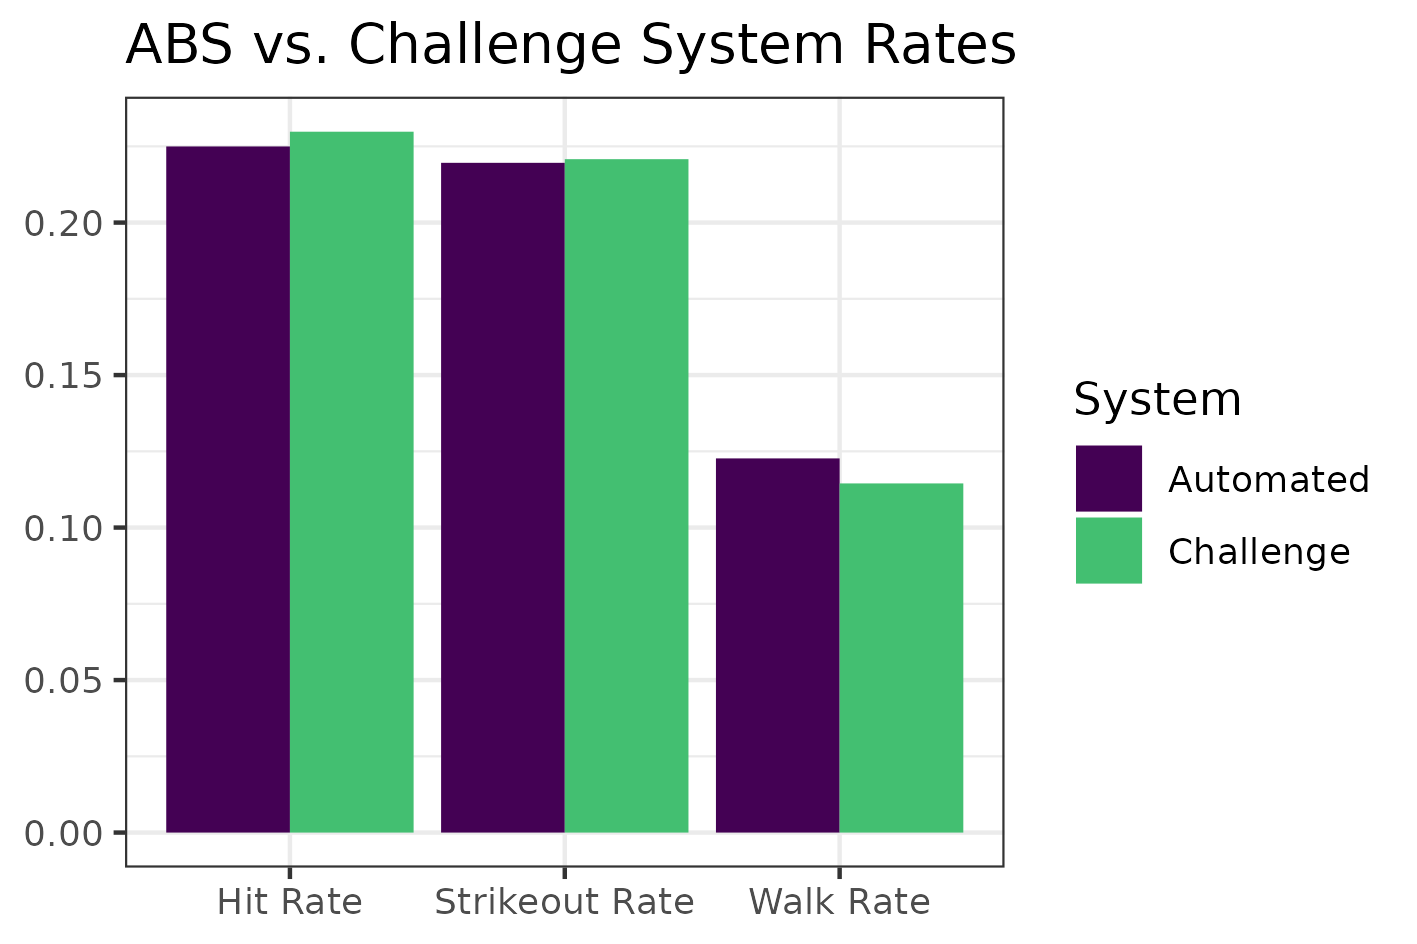 ABS vs. Challenge System Rates
0.20
0.15
0.10
0.05
0.00
Hit Rate Strikeout Rate Walk Rate
System
Automated
Challenge